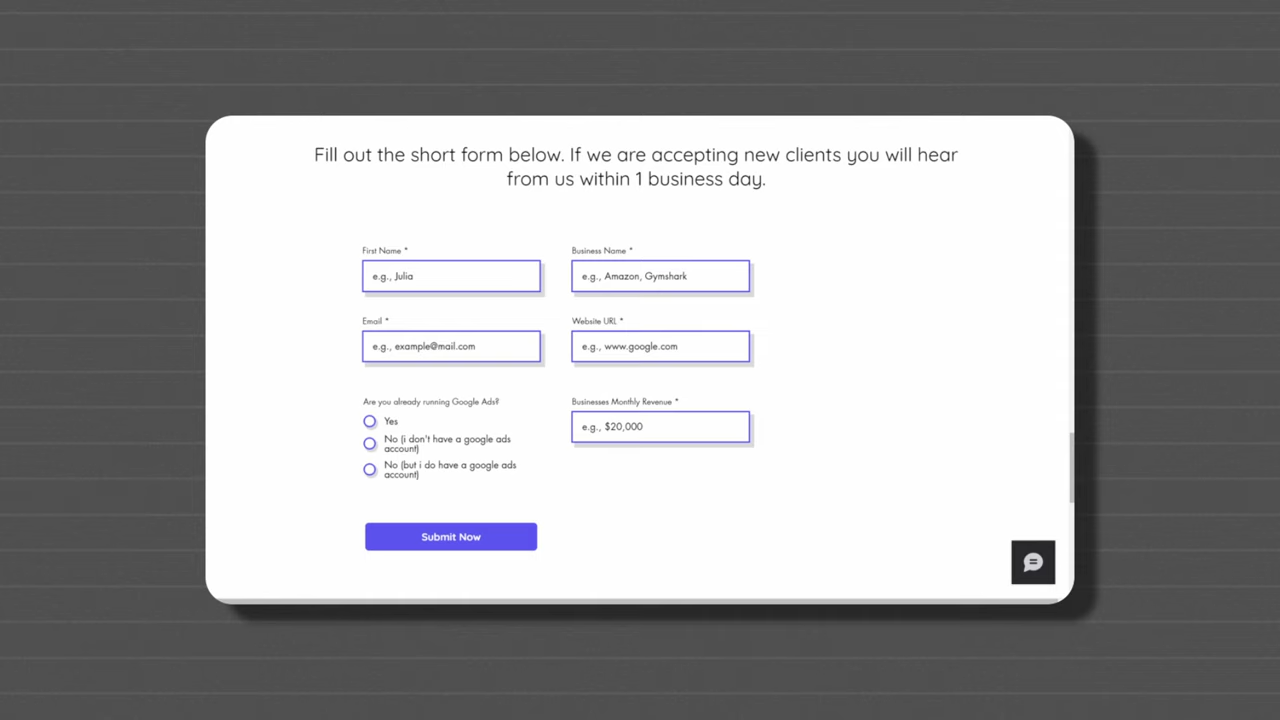 Fill out the short form below. If we are accepting new clients you will hear
from us within 1 business day.
First Name *
Business Name *
e.g., Julia
e.g., Amazon, Gymshark
Email *
Website URL *
e.g., example@mail.com
e.g., www.google.com
Are you already running Google Ads?
Businesses Monthly Revenue *
Yes
e.g., $20,000
No (i don't have a google ads
account)
No (but i do have a google ads
account)
Submit Now